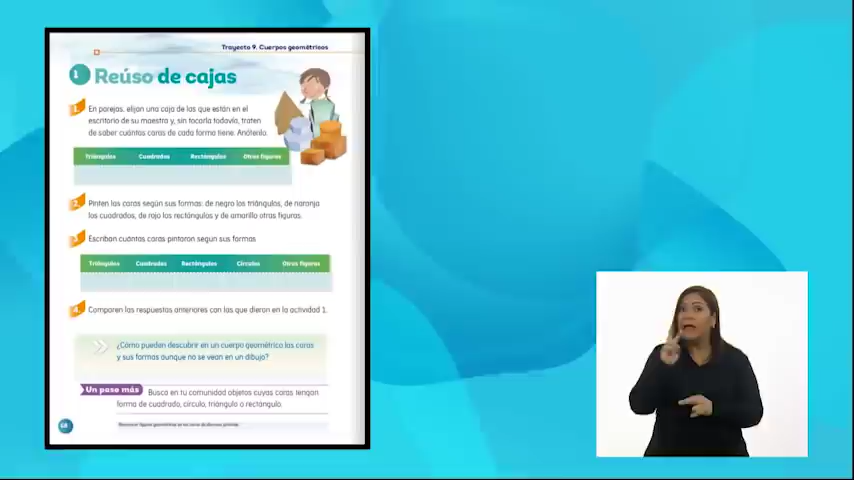 Trayecto 9. Cuerpos geométricos
1 Reúso de cajas
1. En parejas, elijan una caja de las que están en el
escritorio de su maestra y, sin tocarla todavía, traten
de saber cuántas caras de cada forma tiene. Anótenlo.
Triángulos Cuadrados Rectángulos Otras figuras
2. Pinten las caras según sus formas: de negro los triángulos, de naranja
los cuadrados, de rojo los rectángulos y de amarillo otras figuras.
3. Escriban cuántas caras pintaron según sus formas
Triángulos Cuadrados Rectángulos Círculos Otras figuras
4. Comparen las respuestas anteriores con las que dieron en la actividad 1.
¿Cómo pueden descubrir en un cuerpo geométrico las caras
y sus formas aunque no se vean en un dibujo?
Un paso más Busca en tu comunidad objetos cuyas caras tengan
forma de cuadrado, círculo, triángulo o rectángulo.
68